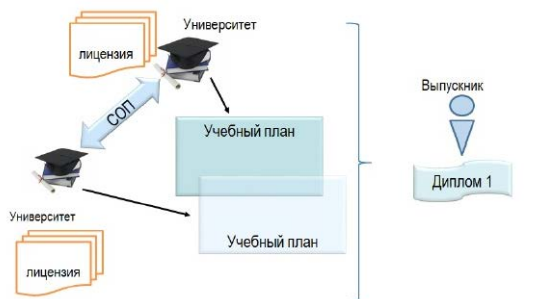 Университет
лицензия
СОП
Учебный план
Университет
лицензия
Учебный план
Выпускник
Диплом 1